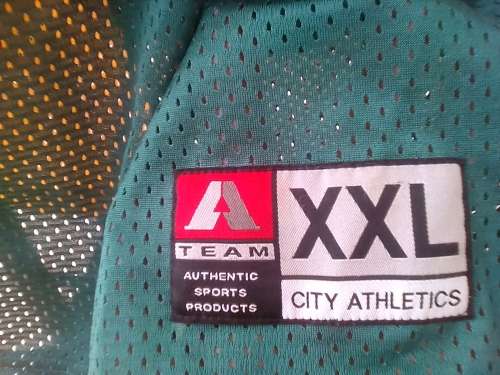 A
TEAM
AUTHENTIC
SPORTS
PRODUCTS
XXL
CITY ATHLETICS